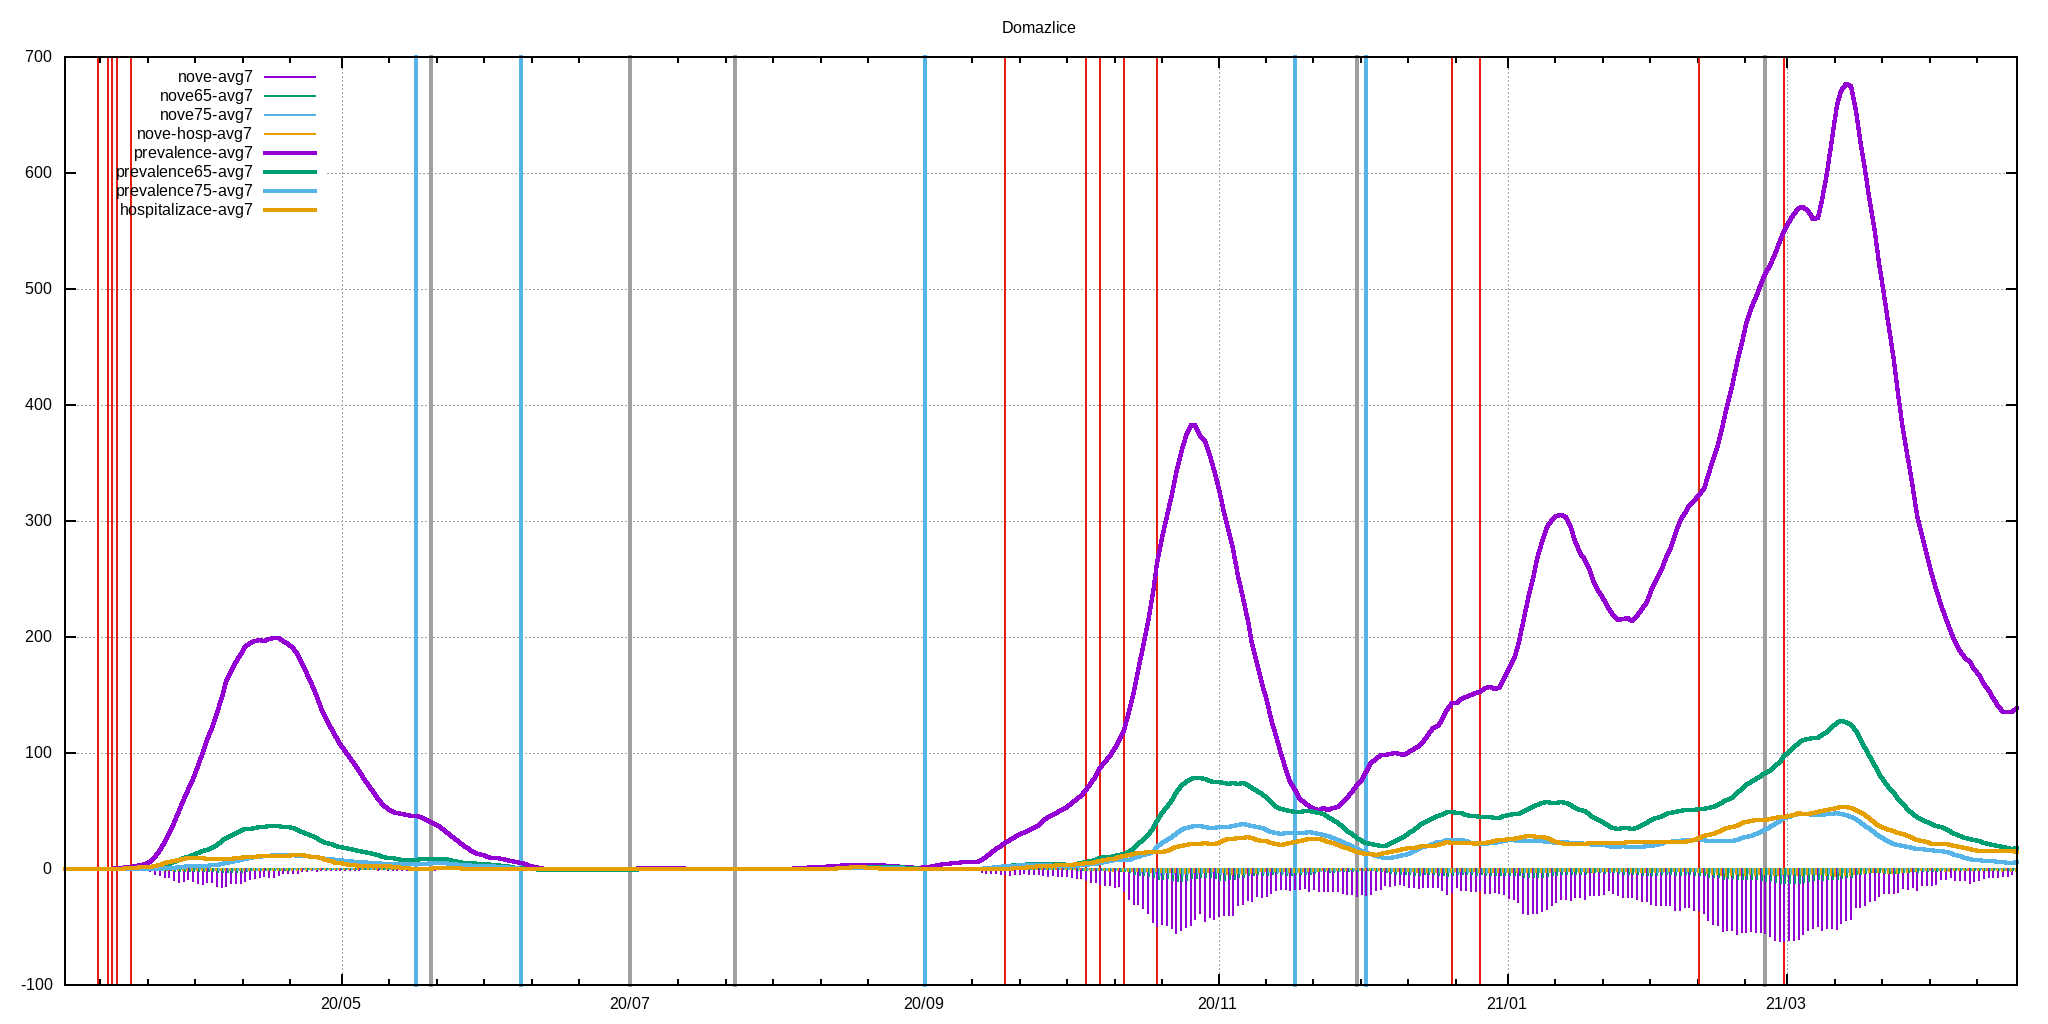 Domazlice
700
nove-avg7
nove65-avg7
nove75-avg7
nove-hosp-avg7
prevalence-avg7
prevalence65-avg7
prevalence75-avg7
hospitalizace-avg7
600
500
400
300
200
100
0
-100
20/05 20/07 20/09 20/11 21/01 21/03